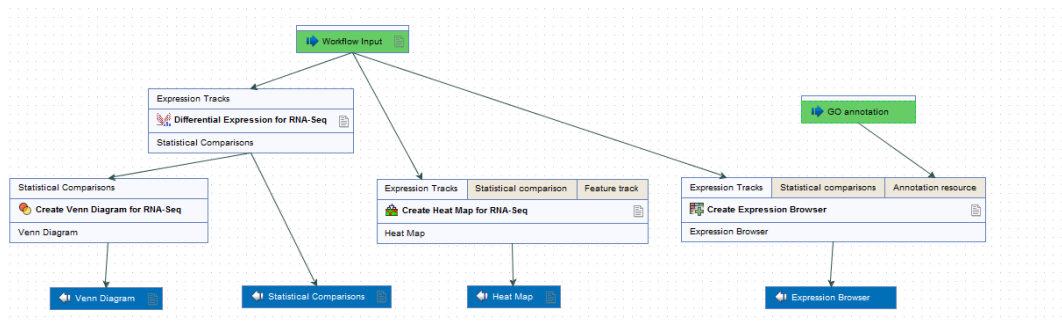 Workflow Input
Expression Tracks
Differential Expression for RNA-Seq
Statistical Comparisons
GO annotation
Statistical Comparisons
Create Venn Diagram for RNA-Seq
Venn Diagram
Expression Tracks Statistical comparison Feature track
Create Heat Map for RNA-Seq
Heat Map
Expression Tracks Statistical comparisons Annotation resource
Create Expression Browser
Expression Browser
Venn Diagram
Statistical Comparisons
Heat Map
Expression Browser